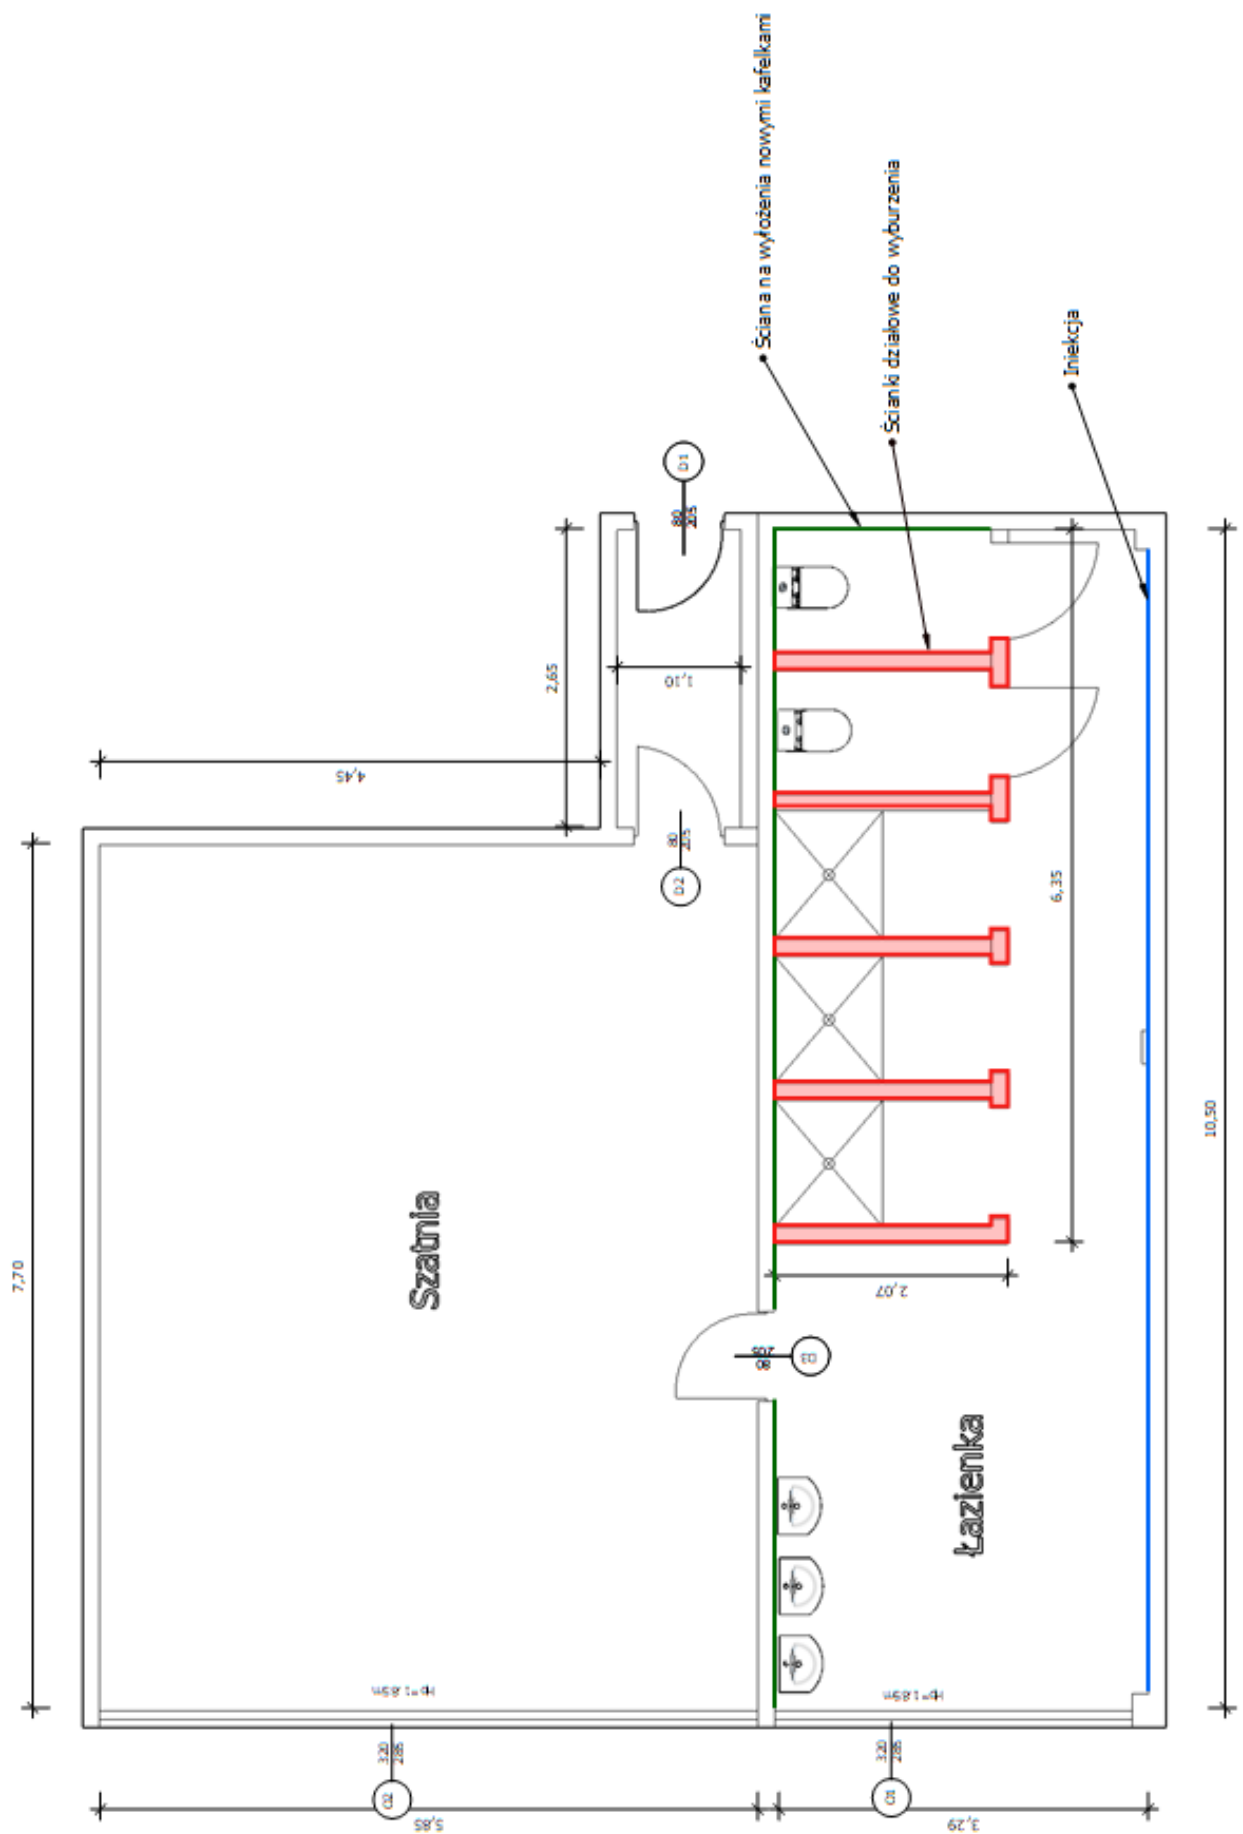 Ściana na wyłożenia nowymi kafelkami
Ścianki działowe do wyburzenia
Iniekcja
D1
80
205
2,65
1,10
4,45
80
205
D2
7,70
6,35
10,50
Szatnia
2,07
80
205
D3
Łazienka
Hp=1.85m
Hp=1.85m
320
285
O2
320
285
O1
5,85
3,29